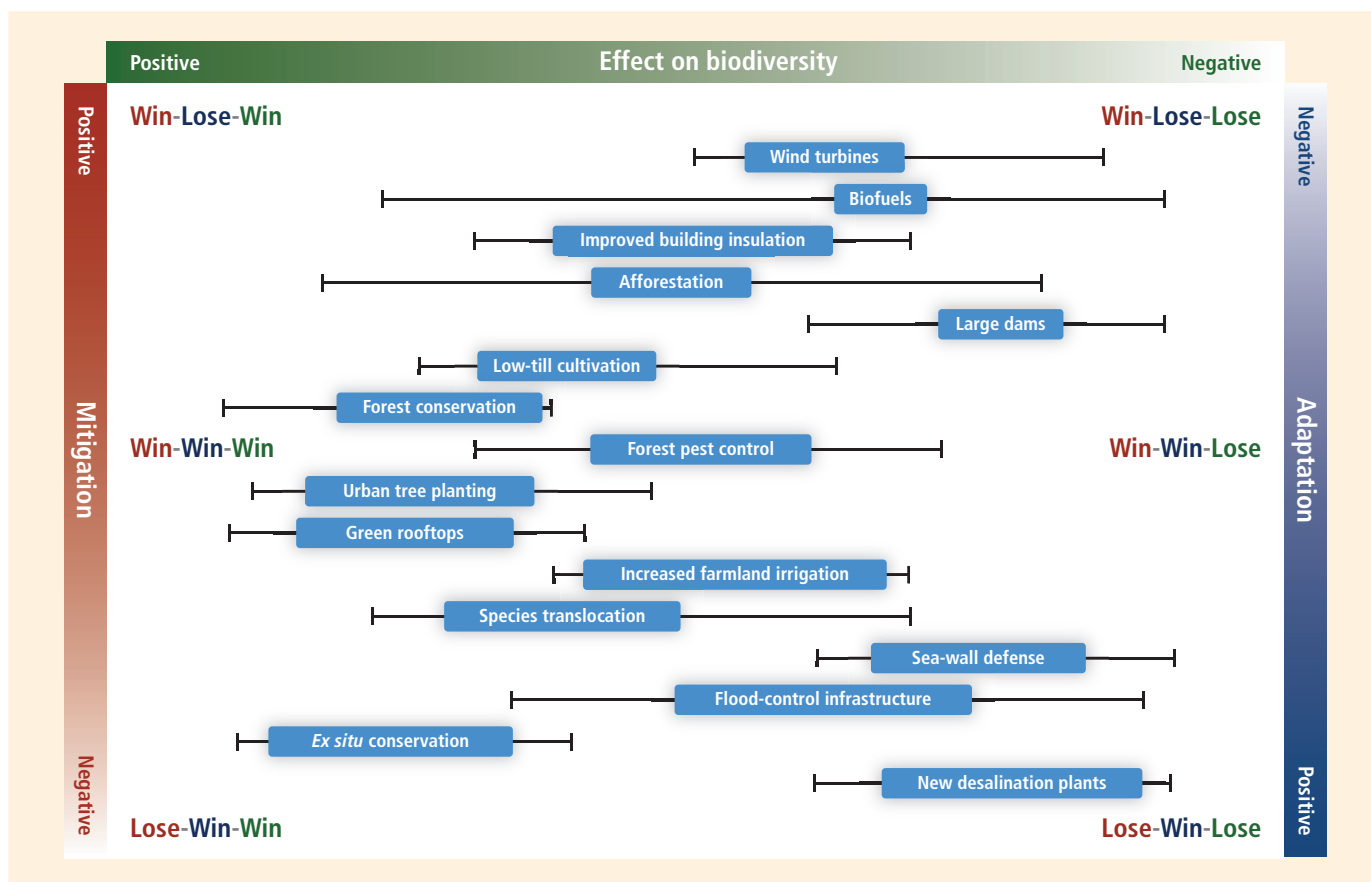 Positive
Effect on biodiversity
Negative
Positive
Mitigation
Negative
Negative
Adaptation
Positive
Win-Lose-Win
Win-Lose-Lose
Wind turbines
Biofuels
Improved building insulation
Afforestation
Large dams
Low-till cultivation
Forest conservation
Win-Win-Win
Forest pest control
Win-Win-Lose
Urban tree planting
Green rooftops
Increased farmland irrigation
Species translocation
Sea-wall defense
Flood-control infrastructure
Ex situ conservation
New desalination plants
Lose-Win-Win
Lose-Win-Lose